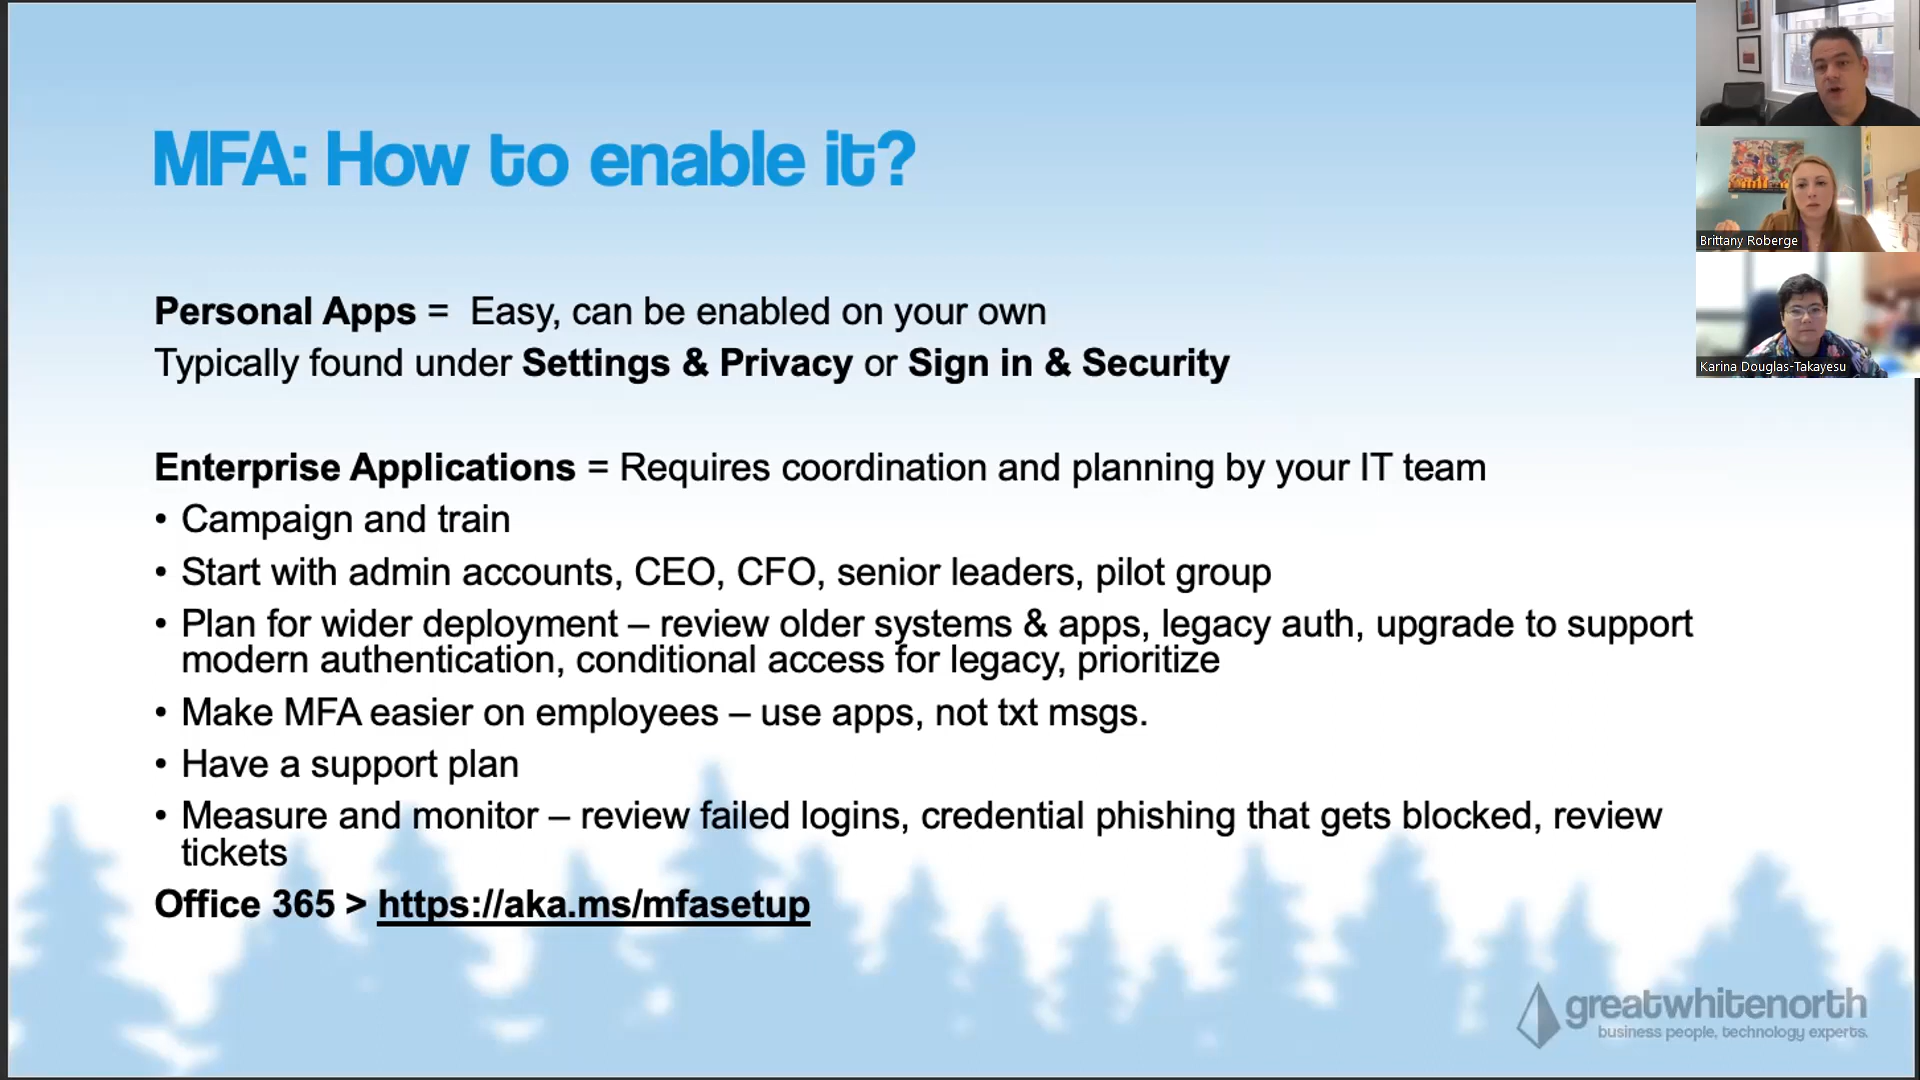 MFA: How to enable it?
Personal Apps = Easy, can be enabled on your own
Typically found under Settings & Privacy or Sign in & Security
Enterprise Applications = Requires coordination and planning by your IT team
• Campaign and train
• Start with admin accounts, CEO, CFO, senior leaders, pilot group
• Plan for wider deployment – review older systems & apps, legacy auth, upgrade to support
modern authentication, conditional access for legacy, prioritize
• Make MFA easier on employees – use apps, not txt msgs.
• Have a support plan
• Measure and monitor – review failed logins, credential phishing that gets blocked, review
tickets
Office 365 > https://aka.ms/mfasetup
greatwhitenorth
business people, technology experts.
Brittany Roberge
Karina Douglas-Takayesu